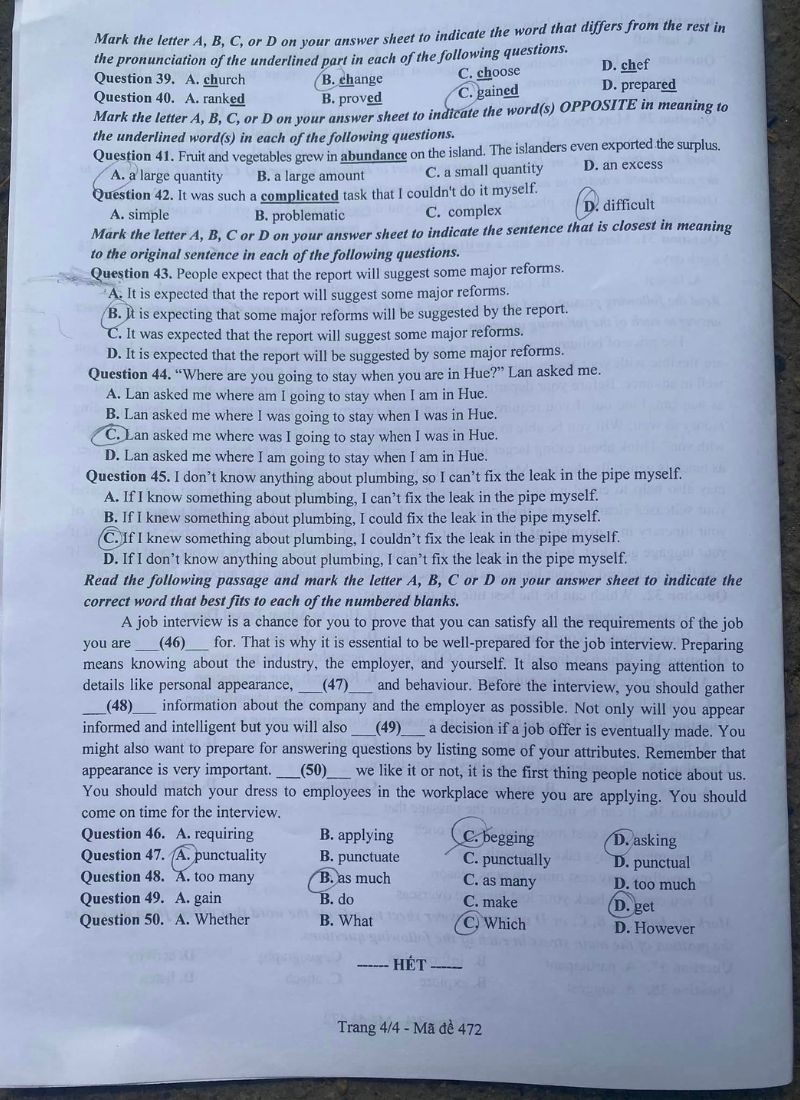 Mark the letter A, B, C, or D on your answer sheet to indicate the word that differs from the rest in
the pronunciation of the underlined part in each of the following questions.
Question 39. A. church B. change C. choose D. chef
Question 40. A. ranked B. proved C. gained D. prepared
Mark the letter A, B, C, or D on your answer sheet to indicate the word(s) OPPOSITE in meaning to
the underlined word(s) in each of the following questions.
Question 41. Fruit and vegetables grew in abundance on the island. The islanders even exported the surplus.
A. a large quantity B. a large amount C. a small quantity D. an excess
Question 42. It was such a complicated task that I couldn't do it myself.
A. simple B. problematic C. complex D. difficult
Mark the letter A, B, C or D on your answer sheet to indicate the sentence that is closest in meaning
to the original sentence in each of the following questions.
Question 43. People expect that the report will suggest some major reforms.
A. It is expected that the report will suggest some major reforms.
B. It is expecting that some major reforms will be suggested by the report.
C. It was expected that the report will suggest some major reforms.
D. It is expected that the report will be suggested by some major reforms.
Question 44. “Where are you going to stay when you are in Hue?” Lan asked me.
A. Lan asked me where am I going to stay when I am in Hue.
B. Lan asked me where I was going to stay when I was in Hue.
C. Lan asked me where was I going to stay when I was in Hue.
D. Lan asked me where I am going to stay when I am in Hue.
Question 45. I don’t know anything about plumbing, so I can’t fix the leak in the pipe myself.
A. If I know something about plumbing, I can’t fix the leak in the pipe myself.
B. If I knew something about plumbing, I could fix the leak in the pipe myself.
C. If I knew something about plumbing, I couldn’t fix the leak in the pipe myself.
D. If I don’t know anything about plumbing, I can’t fix the leak in the pipe myself.
Read the following passage and mark the letter A, B, C or D on your answer sheet to indicate the
correct word that best fits to each of the numbered blanks.
A job interview is a chance for you to prove that you can satisfy all the requirements of the job
you are ___(46)___ for. That is why it is essential to be well-prepared for the job interview. Preparing
means knowing about the industry, the employer, and yourself. It also means paying attention to
details like personal appearance, ___(47)___ and behaviour. Before the interview, you should gather
___(48)___ information about the company and the employer as possible. Not only will you appear
informed and intelligent but you will also ___(49)___ a decision if a job offer is eventually made. You
might also want to prepare for answering questions by listing some of your attributes. Remember that
appearance is very important. ___(50)___ we like it or not, it is the first thing people notice about us.
You should match your dress to employees in the workplace where you are applying. You should
come on time for the interview.
Question 46. A. requiring B. applying C. begging D. asking
Question 47. A. punctuality B. punctuate C. punctually D. punctual
Question 48. A. too many B. as much C. as many D. too much
Question 49. A. gain B. do C. make D. get
Question 50. A. Whether B. What C. Which D. However
------ HẾT ------
Trang 4/4 - Mã đề 472